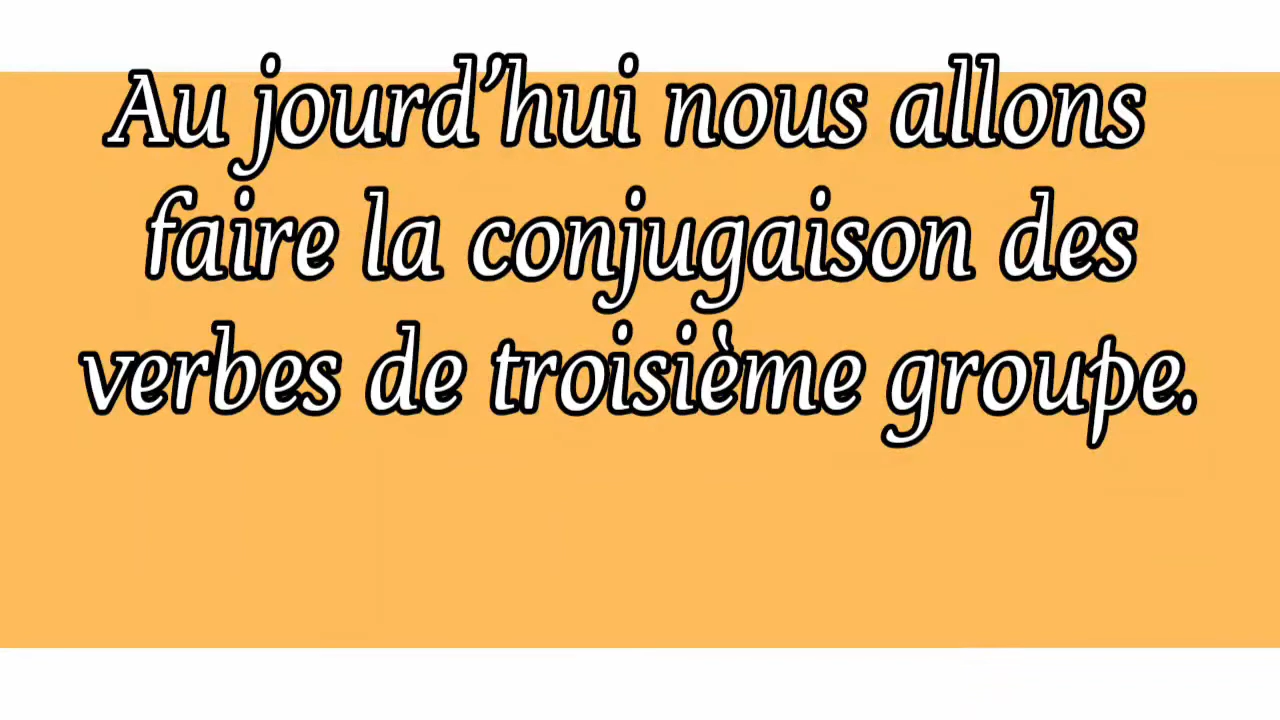 Au jourd’hui nous allons
faire la conjugaison des
verbes de troisième groupe.